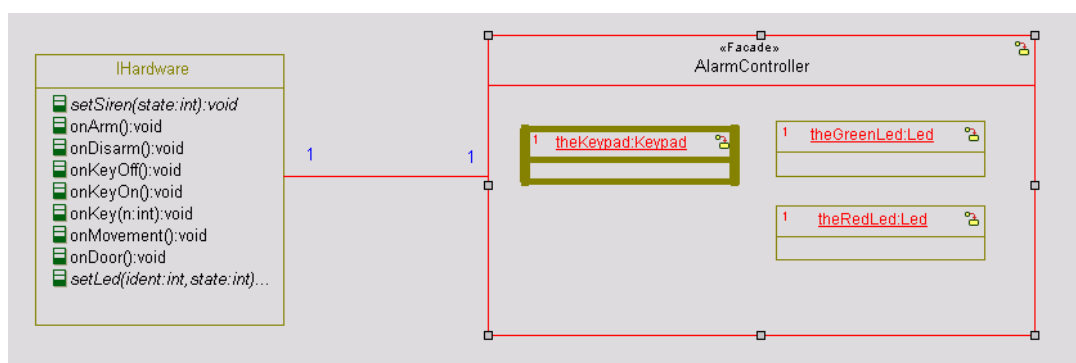 IHardware
setSiren(state:int):void
onArm():void
onDisarm():void
onKeyOff():void
onKeyOn():void
onKey(n:int):void
onMovement():void
onDoor():void
setLed(ident:int,state:int)...
1
1
«Facade»
AlarmController
1 theKeypad:Keypad
1 theGreenLed:Led
1 theRedLed:Led